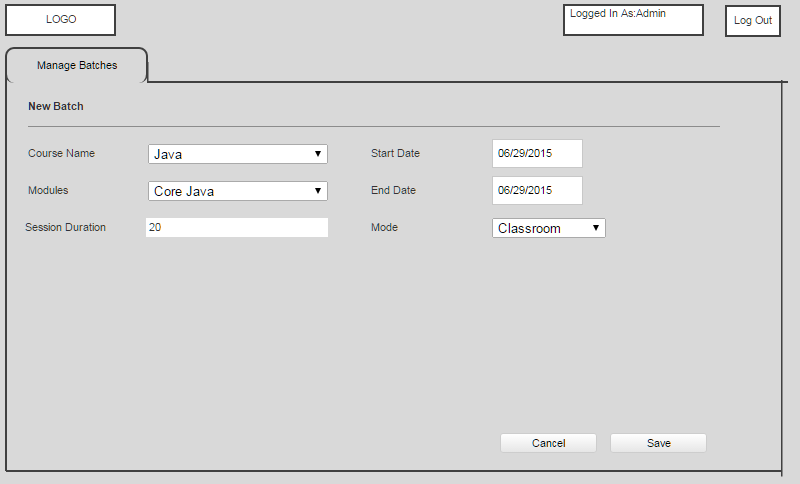 LOGO
Logged In As:Admin
Log Out
Manage Batches
New Batch
Course Name
Java
Start Date
06/29/2015
Modules
Core Java
End Date
06/29/2015
Session Duration
20
Mode
Classroom
Cancel
Save